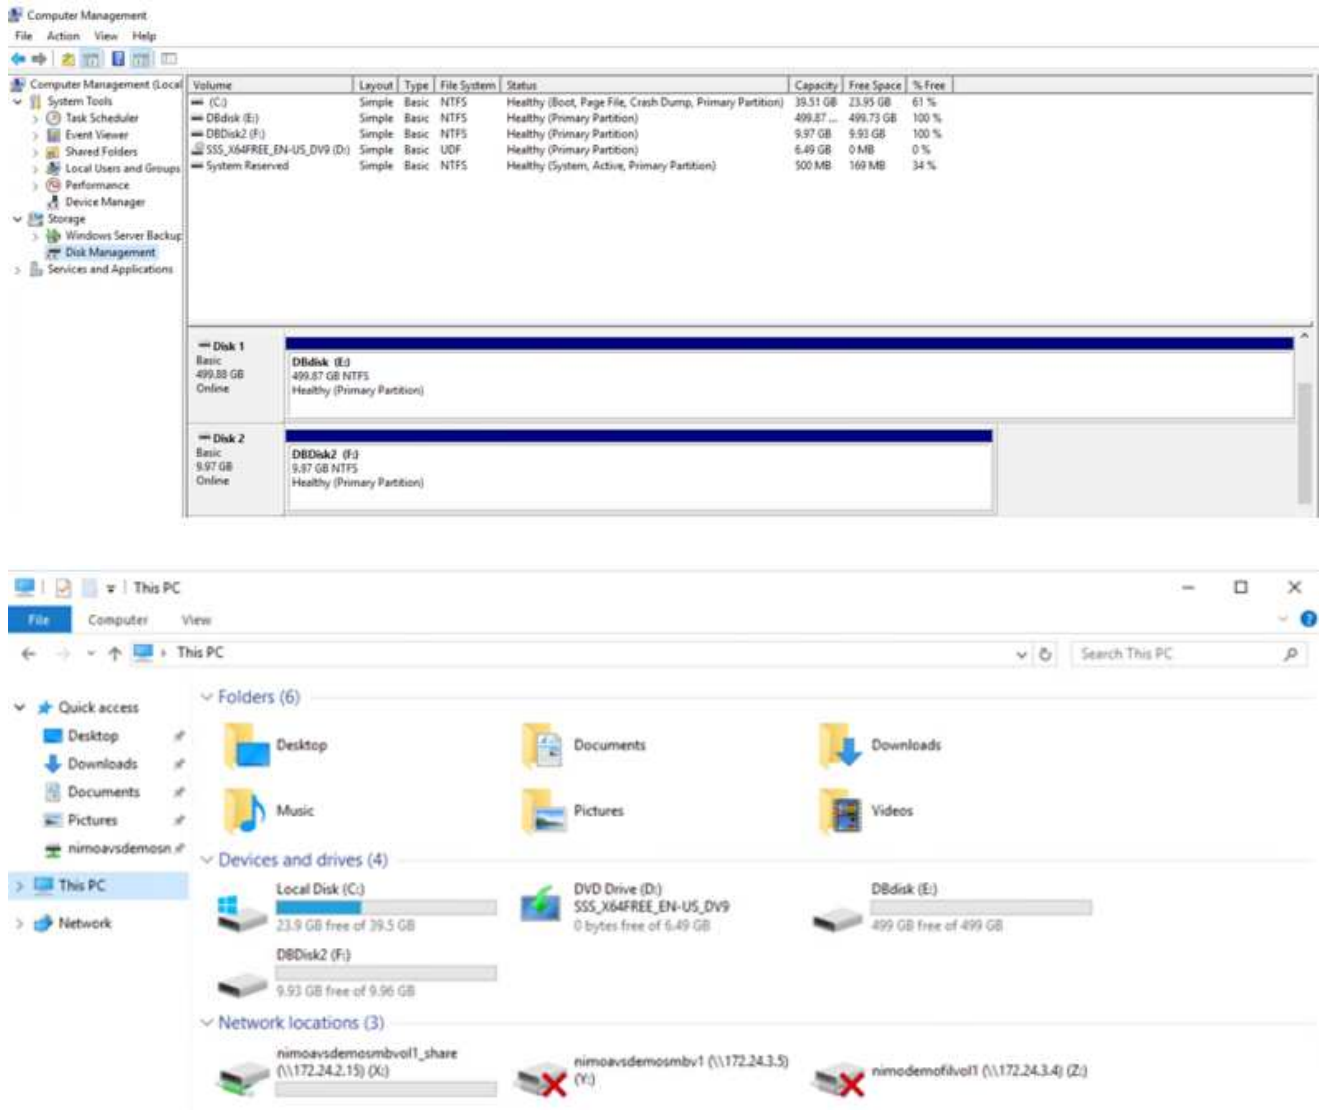 Computer Management
File Action View Help
Computer Management (Local
System Tools
Task Scheduler
Event Viewer
Shared Folders
Local Users and Groups
Performance
Device Manager
Storage
Windows Server Backup
Disk Management
Services and Applications
Volume Layout Type File System Status Capacity Free Space % Free
(C:) Simple Basic NTFS Healthy (Boot, Page File, Crash Dump, Primary Partition) 39.51 GB 23.95 GB 61 %
DBdisk (E:) Simple Basic NTFS Healthy (Primary Partition) 499.87 ... 499.73 GB 100 %
DBDisk2 (F:) Simple Basic NTFS Healthy (Primary Partition) 9.97 GB 9.93 GB 100 %
SSS_X64FREE_EN-US_DV9 (D:) Simple Basic UDF Healthy (Primary Partition) 6.49 GB 0 MB 0 %
System Reserved Simple Basic NTFS Healthy (System, Active, Primary Partition) 500 MB 169 MB 34 %
Disk 1
Basic
499.88 GB
Online
DBdisk (E:)
499.87 GB NTFS
Healthy (Primary Partition)
Disk 2
Basic
9.97 GB
Online
DBDisk2 (F:)
9.97 GB NTFS
Healthy (Primary Partition)
This PC
File Computer View
This PC
Search This PC
Quick access
Desktop
Downloads
Documents
Pictures
nimoavsdemosn
This PC
Network
Folders (6)
Desktop Documents Downloads
Music Pictures Videos
Devices and drives (4)
Local Disk (C:)
23.9 GB free of 39.5 GB
DVD Drive (D:)
SSS_X64FREE_EN-US_DV9
0 bytes free of 6.49 GB
DBdisk (E:)
499 GB free of 499 GB
DBDisk2 (F:)
9.93 GB free of 9.96 GB
Network locations (3)
nimoavsdemosmbvol1_share
(\\172.24.2.15) (X:)
nimoavsdemosmbv1 (\\172.24.3.5)
(Y:)
nimodemofilvol1 (\\172.24.3.4) (Z:)